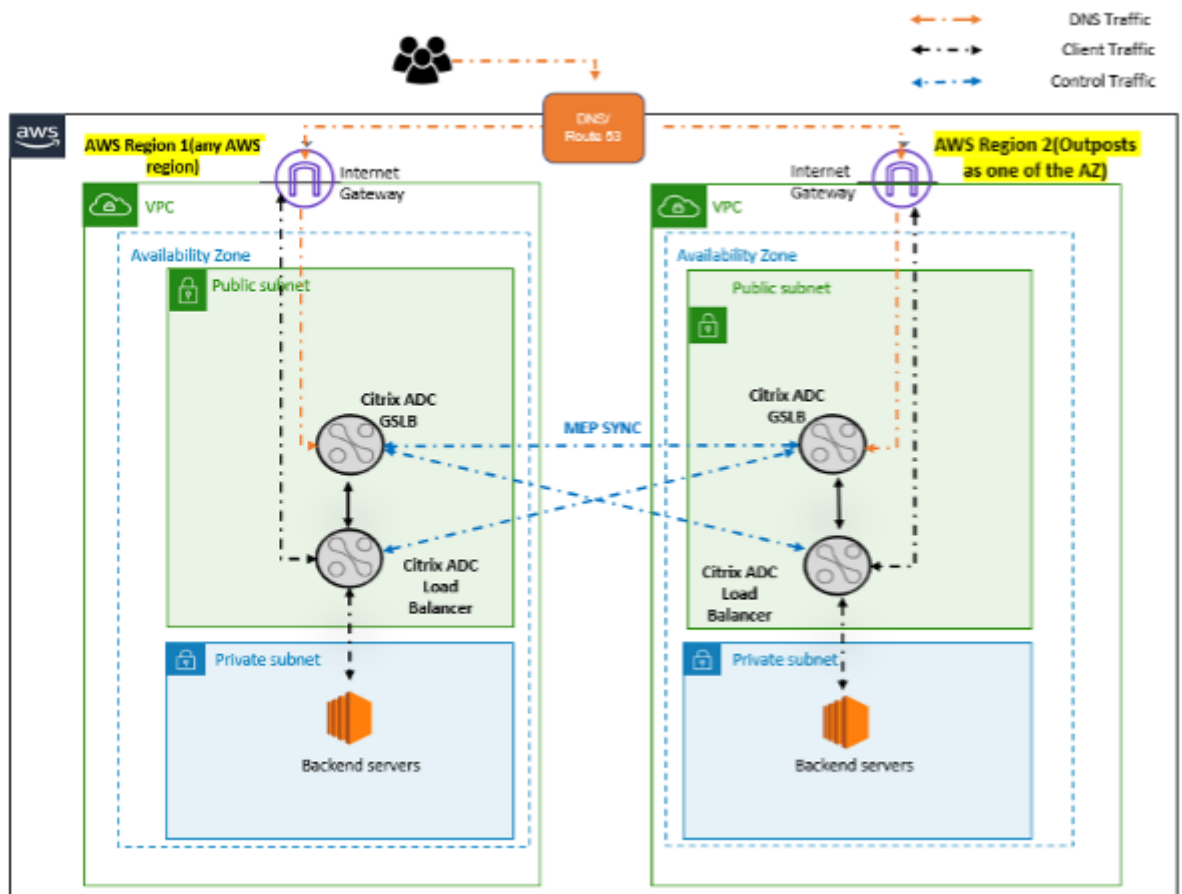 DNS Traffic
Client Traffic
Control Traffic
aws
DNS/
Route 53
AWS Region 1(any AWS
region)
Internet
Gateway
VPC
Availability Zone
Public subnet
Citrix ADC
GSLB
Citrix ADC
Load
Balancer
Private subnet
Backend servers
MEP SYNC
AWS Region 2(Outposts
as one of the AZ)
Internet
Gateway
VPC
Availability Zone
Public subnet
Citrix ADC
GSLB
Citrix ADC
Load
Balancer
Private subnet
Backend servers